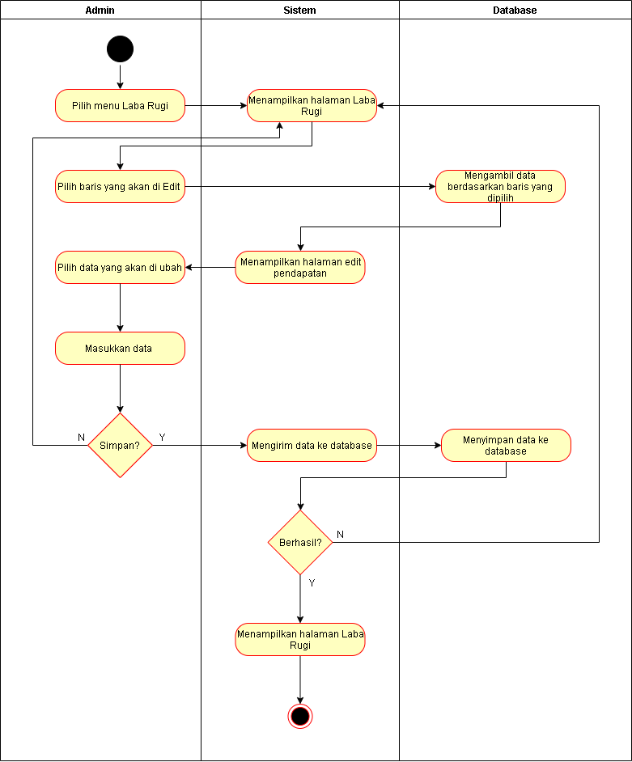 Admin
Sistem
Database
Pilih menu Laba Rugi
Menampilkan halaman Laba
Rugi
Pilih baris yang akan di Edit
Mengambil data
berdasarkan baris yang
dipilih
Menampilkan halaman edit
pendapatan
Pilih data yang akan di ubah
Masukkan data
N
Simpan?
Y
Mengirim data ke database
Menyimpan data ke
database
Berhasil?
N
Y
Menampilkan halaman Laba
Rugi